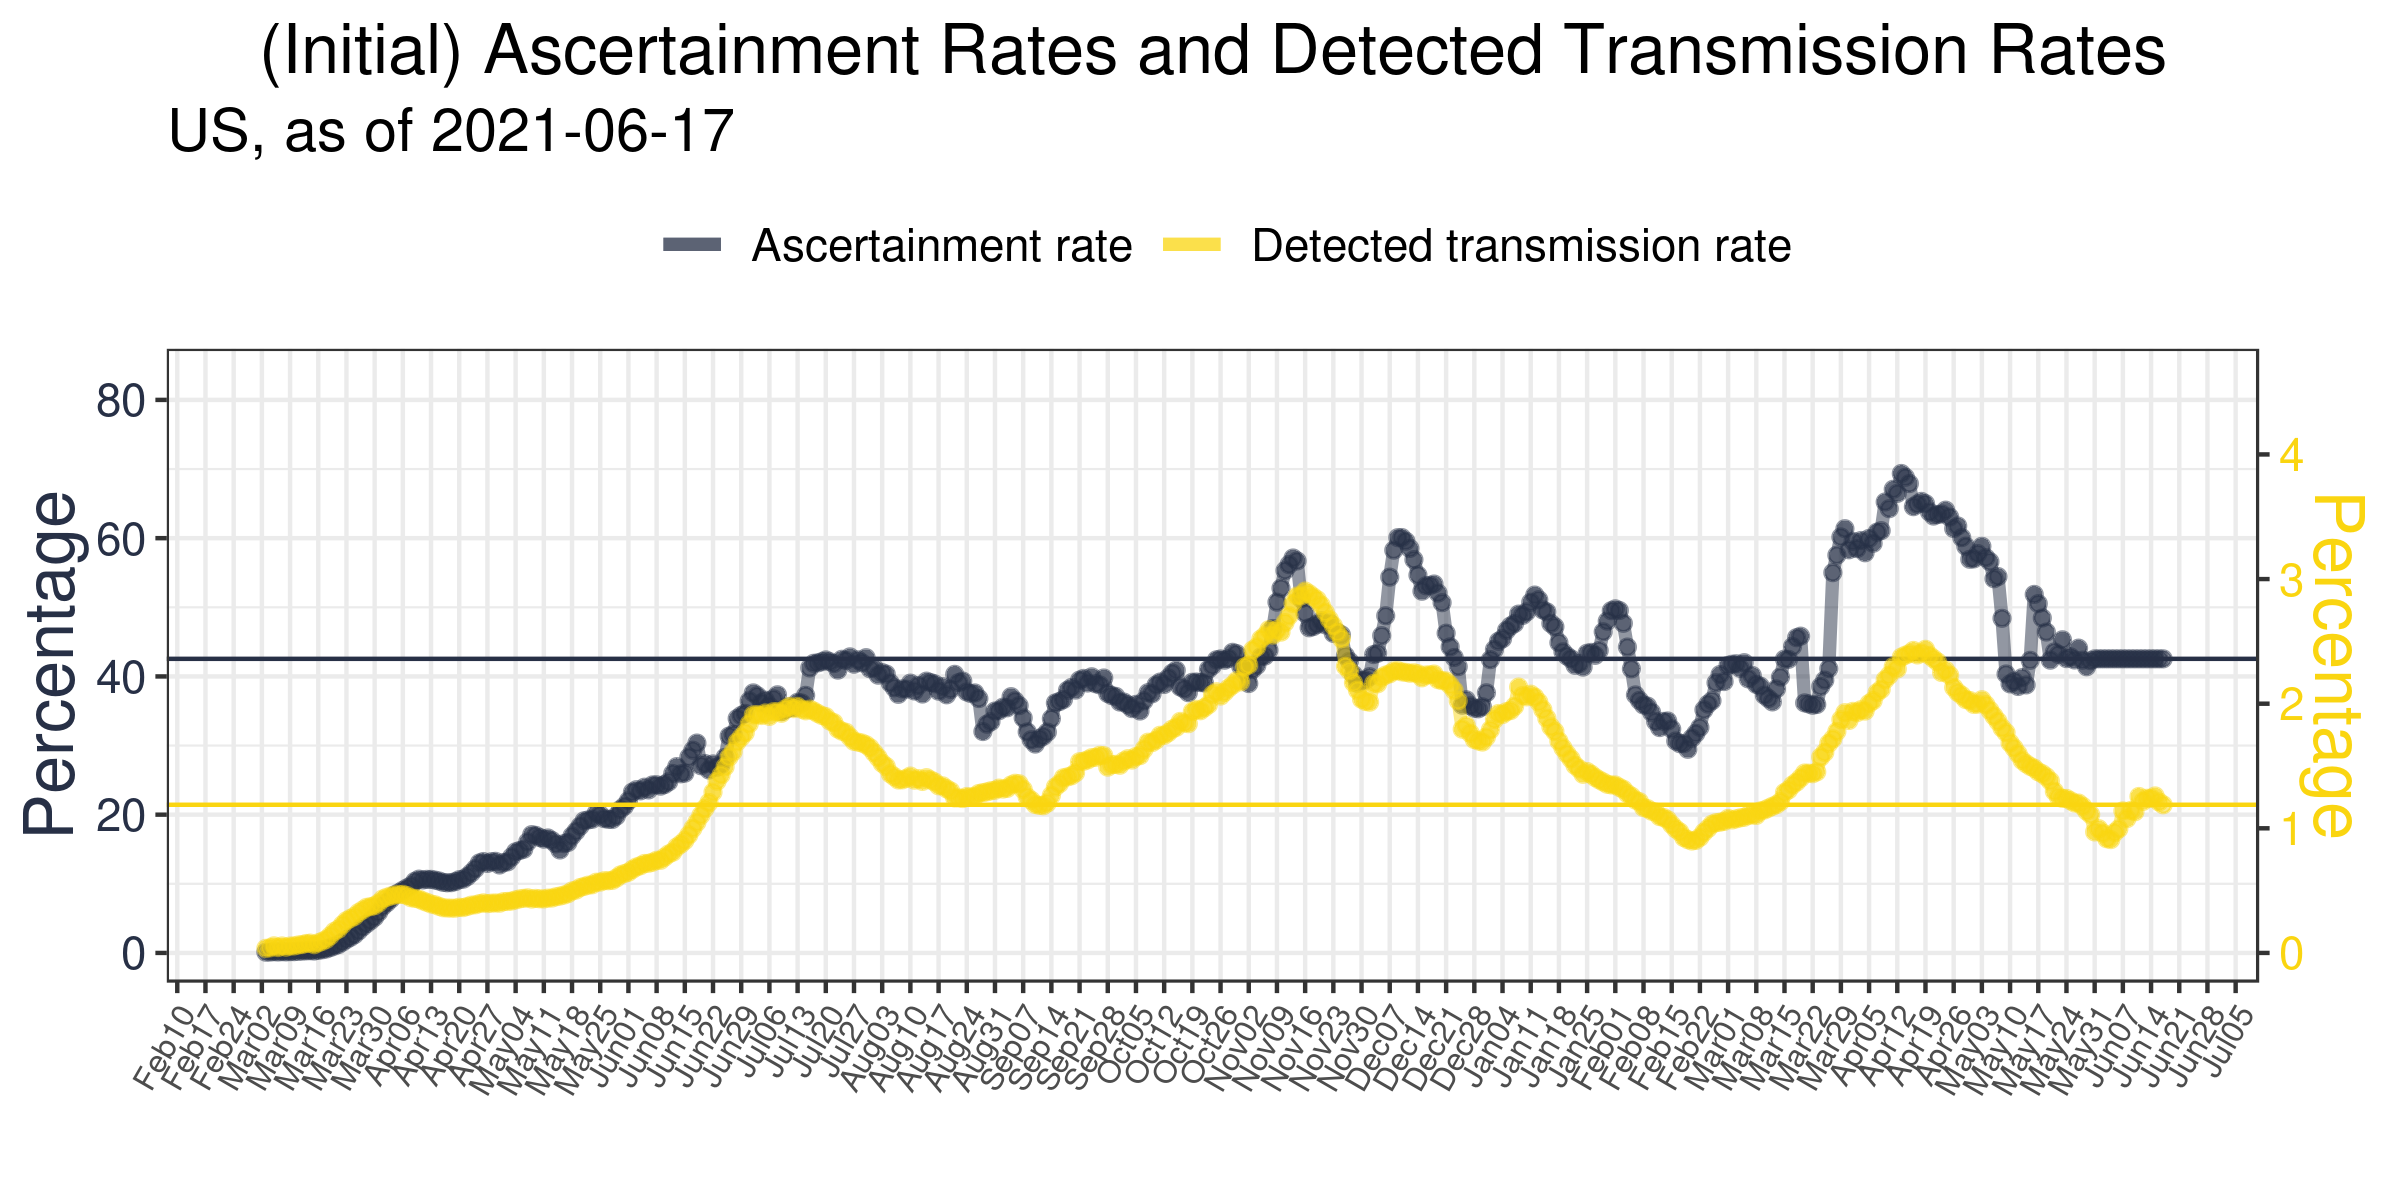 (Initial) Ascertainment Rates and Detected Transmission Rates
US, as of 2021-06-17
Ascertainment rate Detected transmission rate
Percentage
80
60
40
20
0
4
3
2
1
0
Percentage
Feb10 Feb17 Feb24 Mar02 Mar09 Mar16 Mar23 Mar30 Apr06 Apr13 Apr20 Apr27 May04 May11 May18 May25 Jun01 Jun08 Jun15 Jun22 Jun29 Jul06 Jul13 Jul20 Jul27 Aug03 Aug10 Aug17 Aug24 Aug31 Sep07 Sep14 Sep21 Sep28 Oct05 Oct12 Oct19 Oct26 Nov02 Nov09 Nov16 Nov23 Nov30 Dec07 Dec14 Dec21 Dec28 Jan04 Jan11 Jan18 Jan25 Feb01 Feb08 Feb15 Feb22 Mar01 Mar08 Mar15 Mar22 Mar29 Apr05 Apr12 Apr19 Apr26 May03 May10 May17 May24 May31 Jun07 Jun14 Jun21 Jun28 Jul05